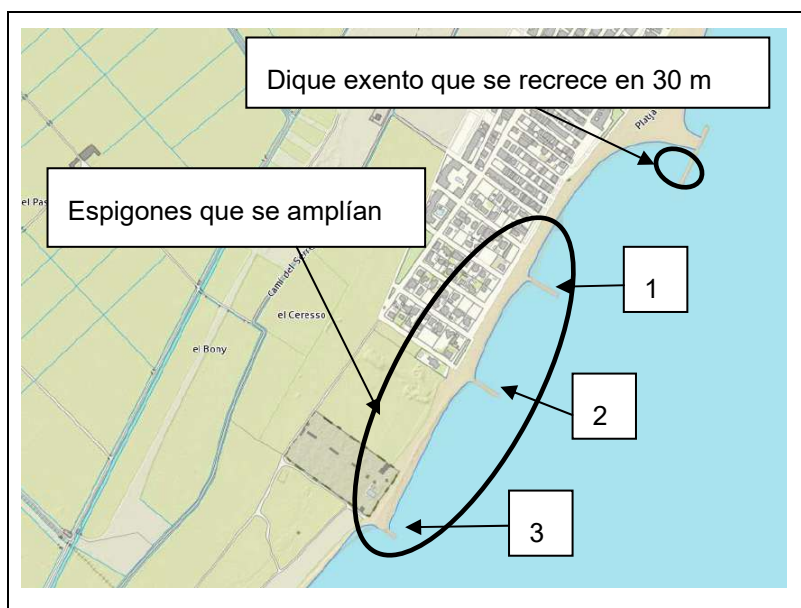 Dique exento que se recrece en 30 m
Platja
el Pas
Espigones que se amplían
Camí-del-Serr
1
el Ceresso
el Bony
2
3